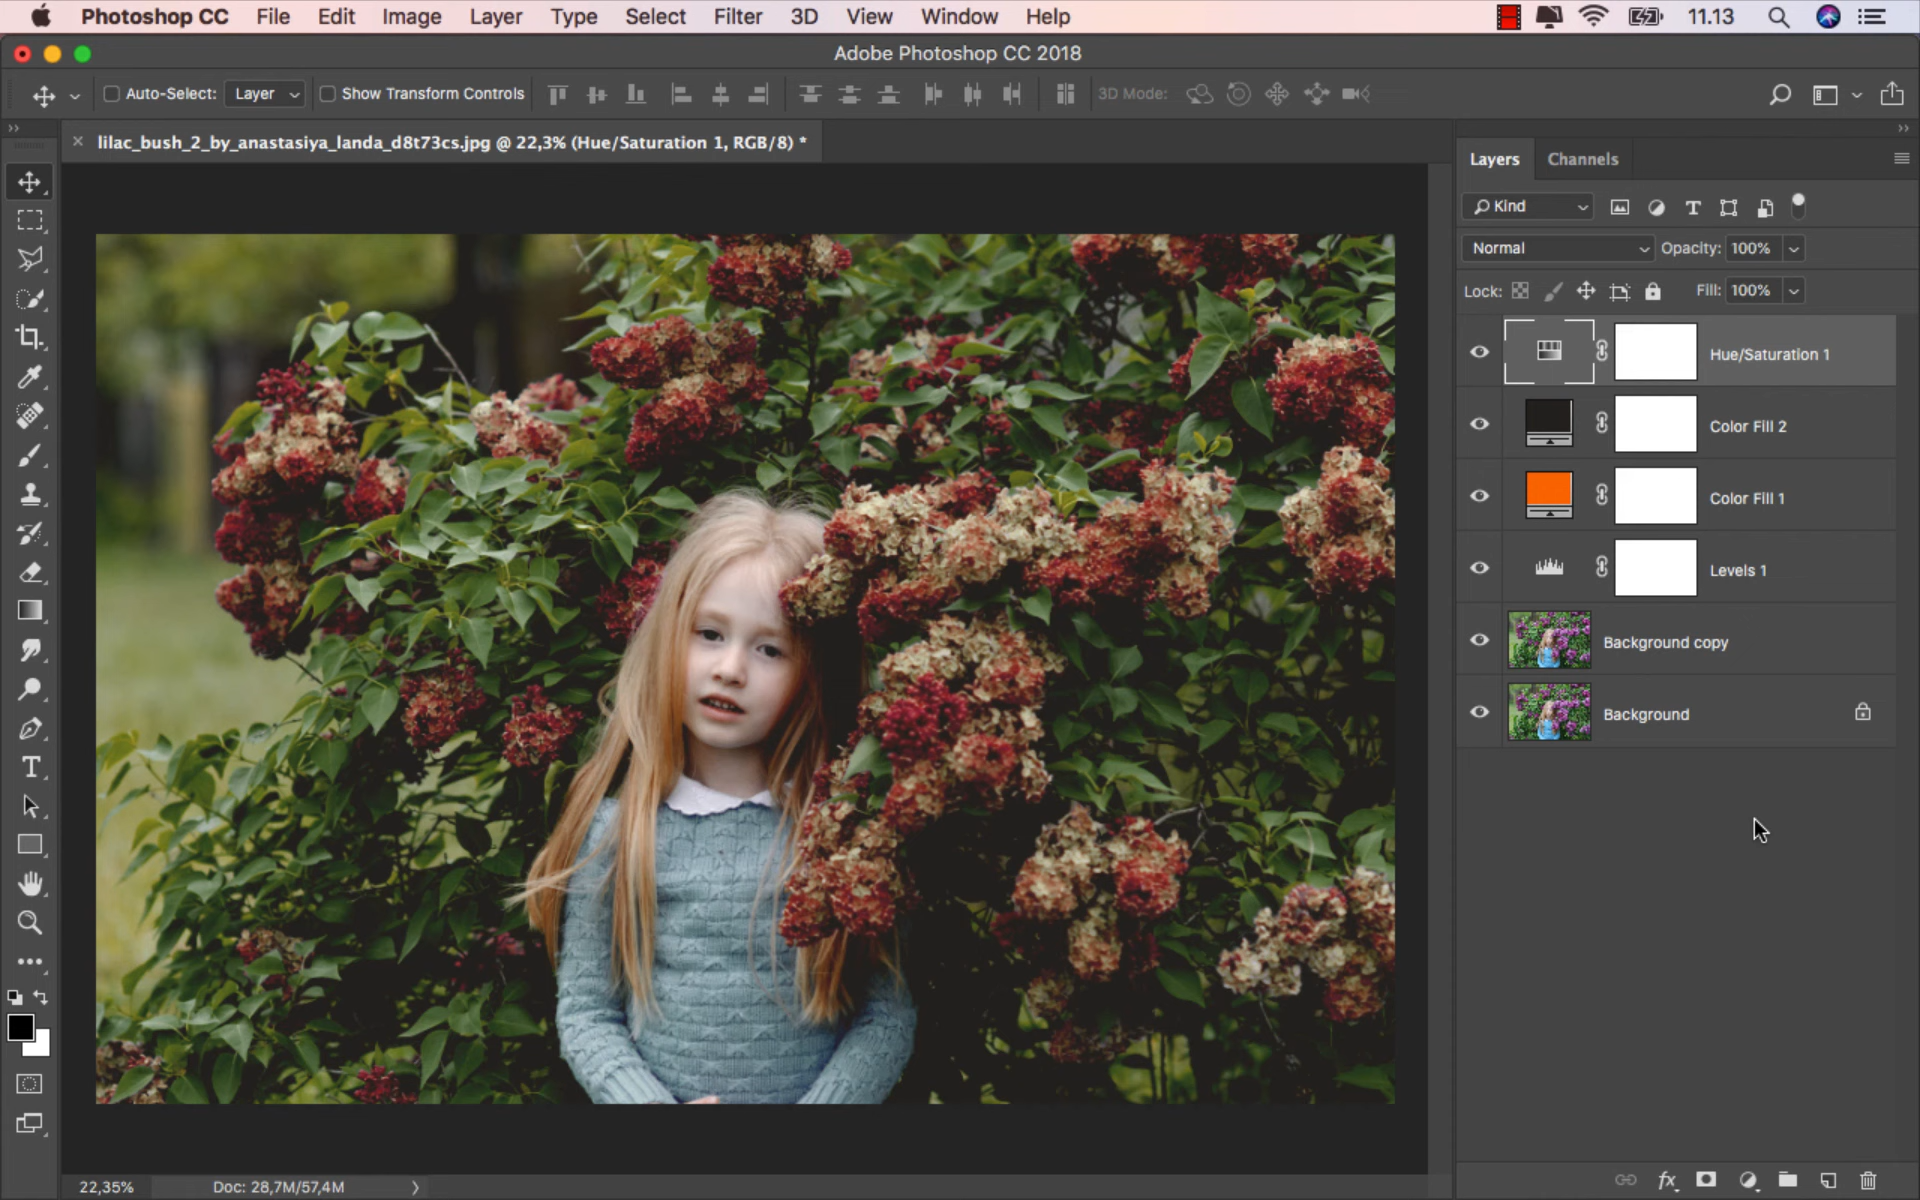 Photoshop CC File Edit Image Layer Type Select Filter 3D View Window Help 11.13
Adobe Photoshop CC 2018
Auto-Select: Layer Show Transform Controls 3D Mode:
lilac_bush_2_by_anastasiya_landa_d8t73cs.jpg @ 22,3% (Hue/Saturation 1, RGB/8) *
Layers Channels
Kind
Normal Opacity: 100%
Lock: Fill: 100%
Hue/Saturation 1
Color Fill 2
Color Fill 1
Levels 1
Background copy
Background
22,35% Doc: 28,7M/57,4M